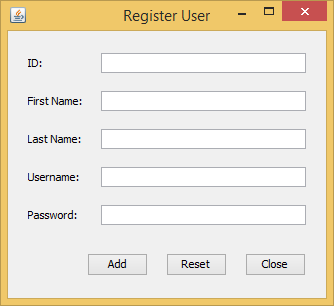 Register User
ID:
First Name:
Last Name:
Username:
Password:
Add Reset Close